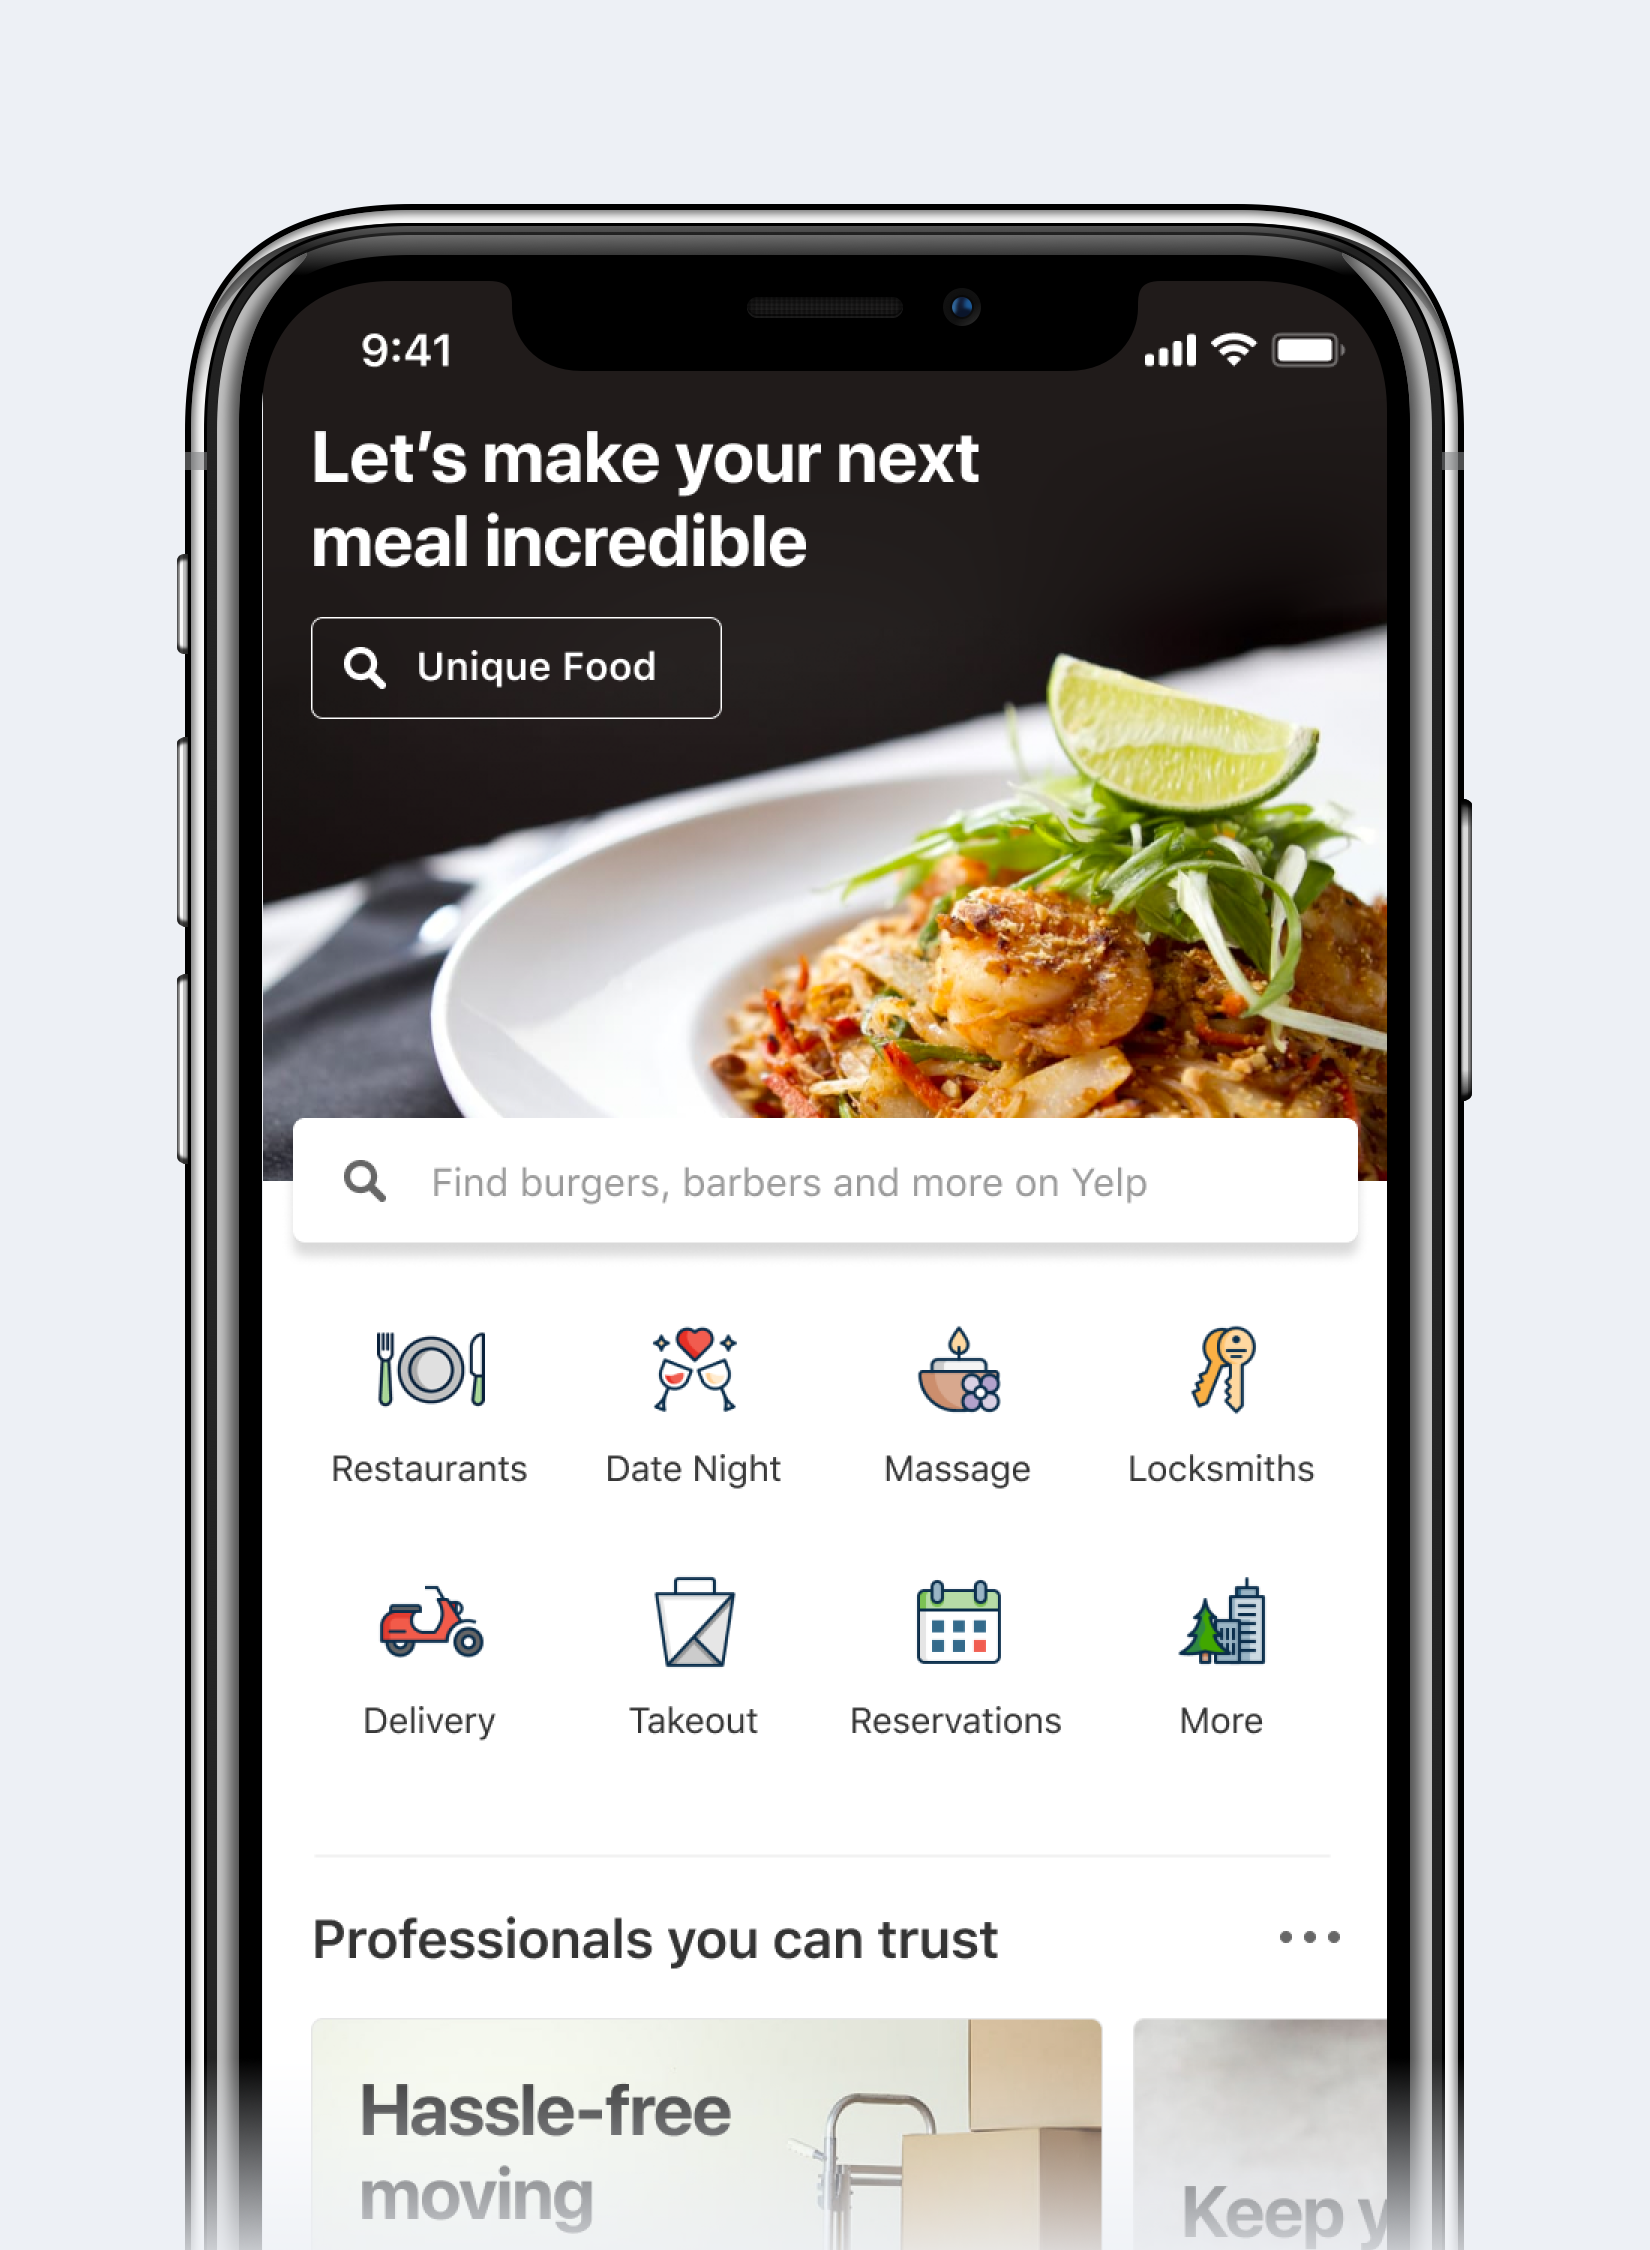 9:41
Let’s make your next
meal incredible
Unique Food
Find burgers, barbers and more on Yelp
Restaurants
Date Night
Massage
Locksmiths
Delivery
Takeout
Reservations
More
Professionals you can trust
Hassle-free
moving
Keep